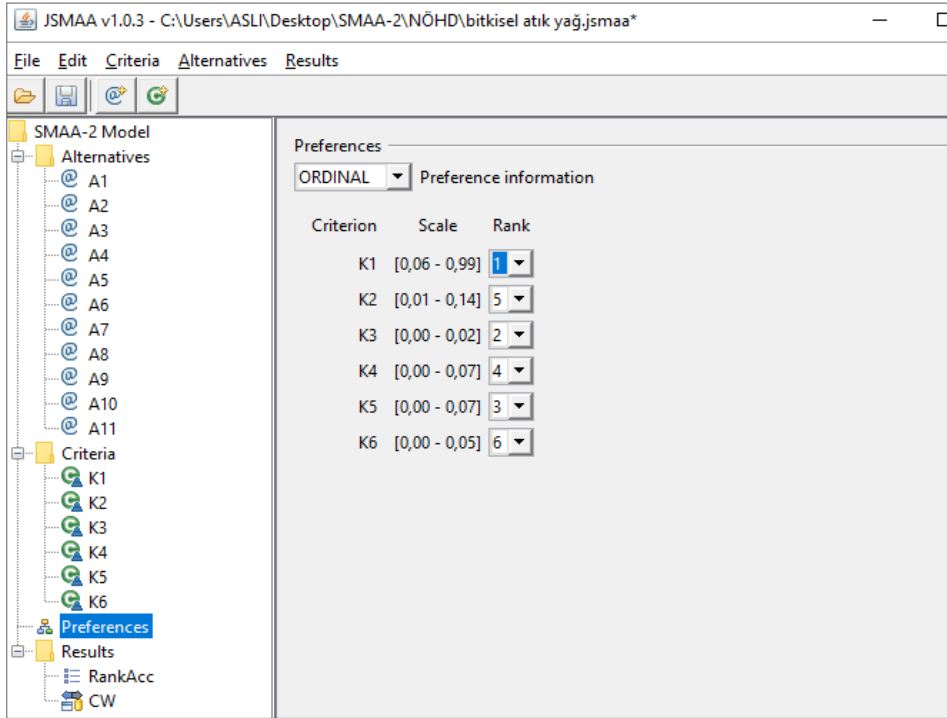 JSMAA v1.0.3 - C:\Users\ASLI\Desktop\SMAA-2\NÖHD\bitkisel atık yağ.jsmaa*
File Edit Criteria Alternatives Results
SMAA-2 Model
Alternatives
A1
A2
A3
A4
A5
A6
A7
A8
A9
A10
A11
Criteria
K1
K2
K3
K4
K5
K6
Preferences
Results
RankAcc
CW
Preferences
ORDINAL Preference information
Criterion Scale Rank
K1 [0,06 - 0,99] 1
K2 [0,01 - 0,14] 5
K3 [0,00 - 0,02] 2
K4 [0,00 - 0,07] 4
K5 [0,00 - 0,07] 3
K6 [0,00 - 0,05] 6